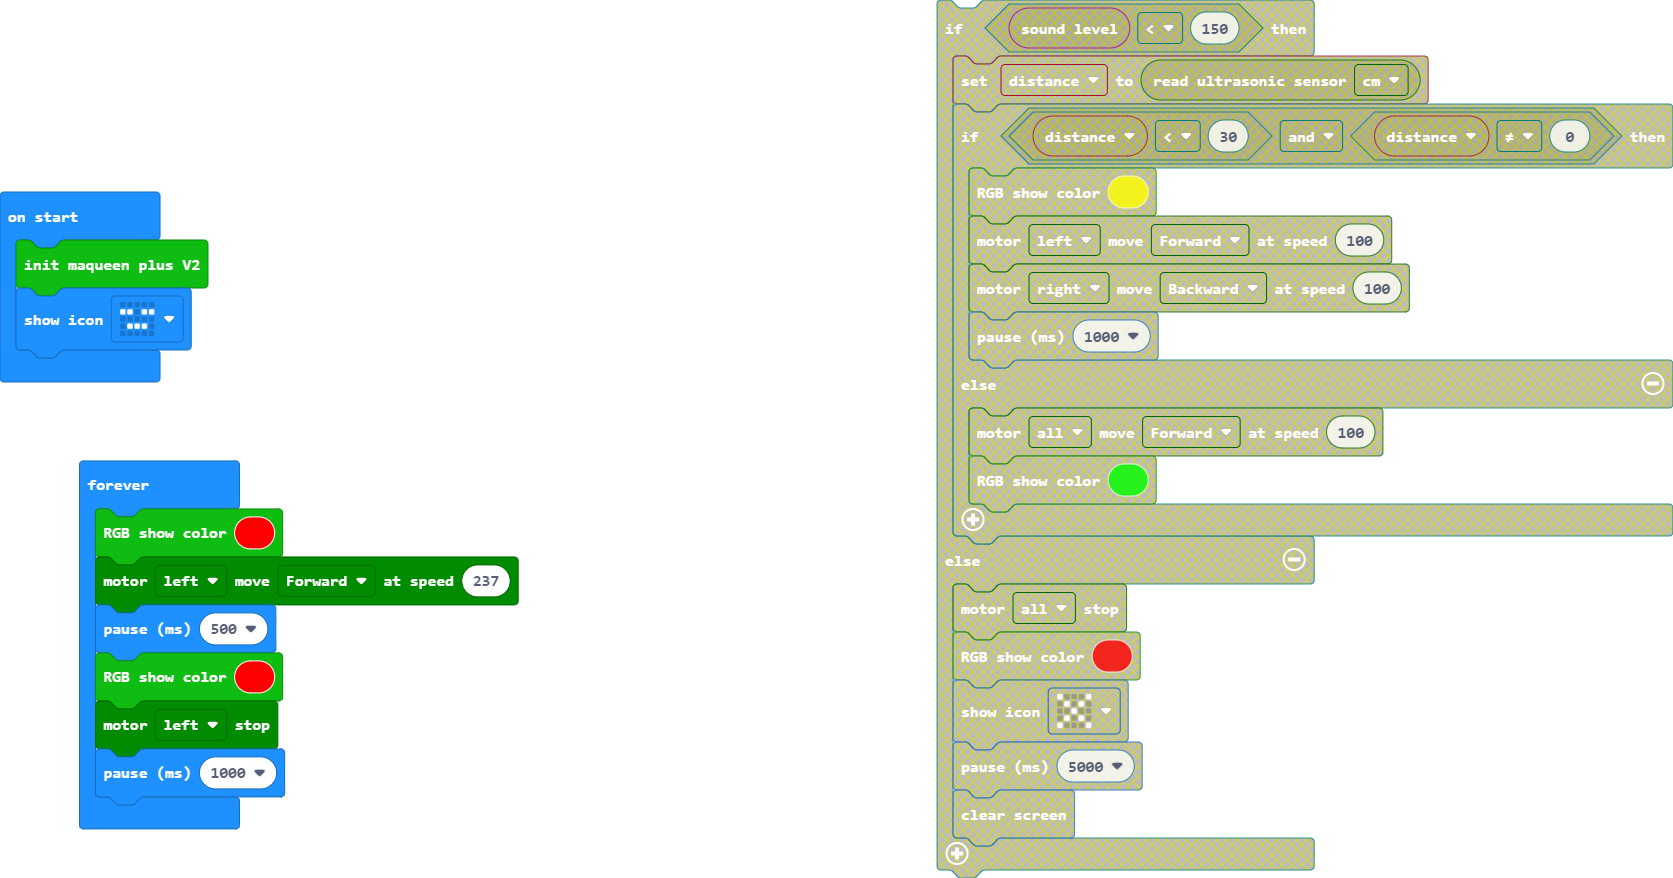 on start
init maqueen plus V2
show icon
forever
RGB show color
motor left move Forward at speed 237
pause (ms) 500
RGB show color
motor left stop
pause (ms) 1000
if sound level < 150 then
set distance to read ultrasonic sensor cm
if distance < 30 and distance ≠ 0 then
RGB show color
motor left move Forward at speed 100
motor right move Backward at speed 100
pause (ms) 1000
else
motor all move Forward at speed 100
RGB show color
else
motor all stop
RGB show color
show icon
pause (ms) 5000
clear screen